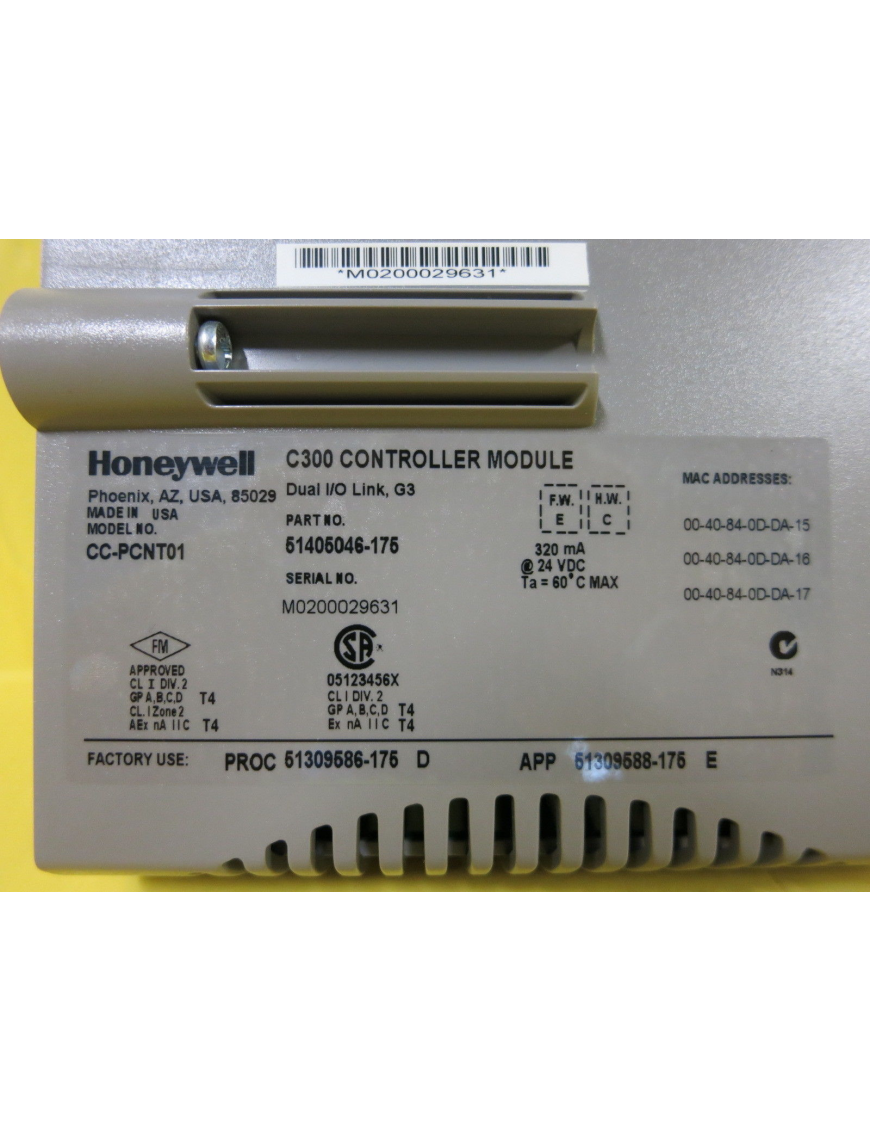 *M0200029631*
Honeywell
Phoenix, AZ, USA, 85029
MADE IN USA
MODEL NO.
CC-PCNT01
C300 CONTROLLER MODULE
Dual I/O Link, G3
PART NO.
51405046-175
SERIAL NO.
M0200029631
F.W.
E
H.W.
C
320 mA
@ 24 VDC
Ta = 60°C MAX
MAC ADDRESSES:
00-40-84-0D-DA-15
00-40-84-0D-DA-16
00-40-84-0D-DA-17
FM
APPROVED
CL I DIV. 2
GP A,B,C,D T4
CL. I Zone 2
AEx nA IIC T4
SA
05123456X
CL I DIV. 2
GP A,B,C,D T4
Ex nA IIC T4
N314
FACTORY USE: PROC 51309586-175 D APP 51309588-175 E